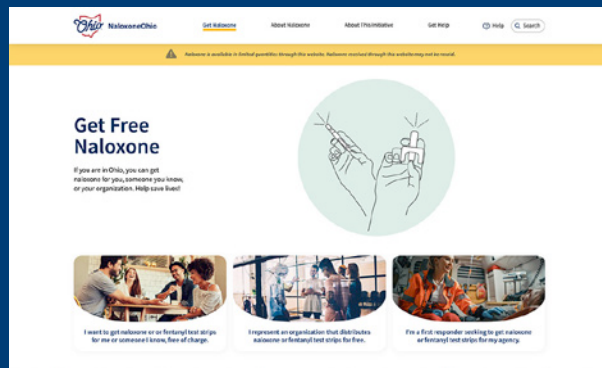 Ohio NaloxoneOhio Get Naloxone About Naloxone About This Initiative Get Help Help Search
Naloxone is available in limited quantities through this website. Naloxone received through this website may not be resold.
Get Free
Naloxone
If you are in Ohio, you can get
naloxone for you, someone you know,
or your organization. Help save lives!
I want to get naloxone or or fentanyl test strips
for me or someone I know, free of charge.
I represent an organization that distributes
naloxone or fentanyl test strips for free.
I'm a first responder seeking to get naloxone
or fentanyl test strips for my agency.